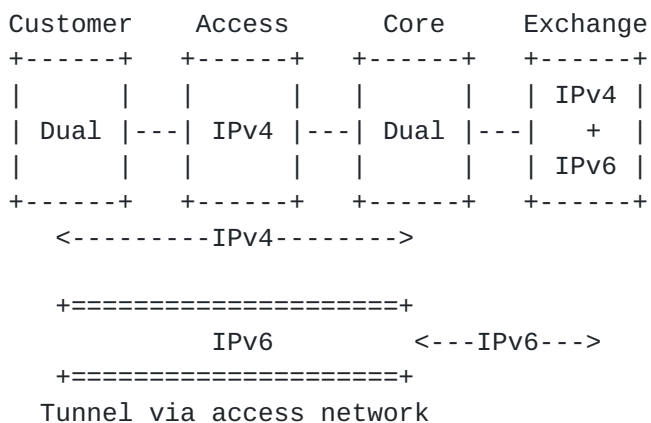 Customer    Access      Core     Exchange
+------+   +------+   +------+   +------+
|      |   |      |   |      |   | IPv4 |
| Dual |---| IPv4 |---| Dual |---|   +  |
|      |   |      |   |      |   | IPv6 |
+------+   +------+   +------+   +------+
   <---------IPv4-------->
   +=====================+
             IPv6         <---IPv6--->
   +=====================+
  Tunnel via access network